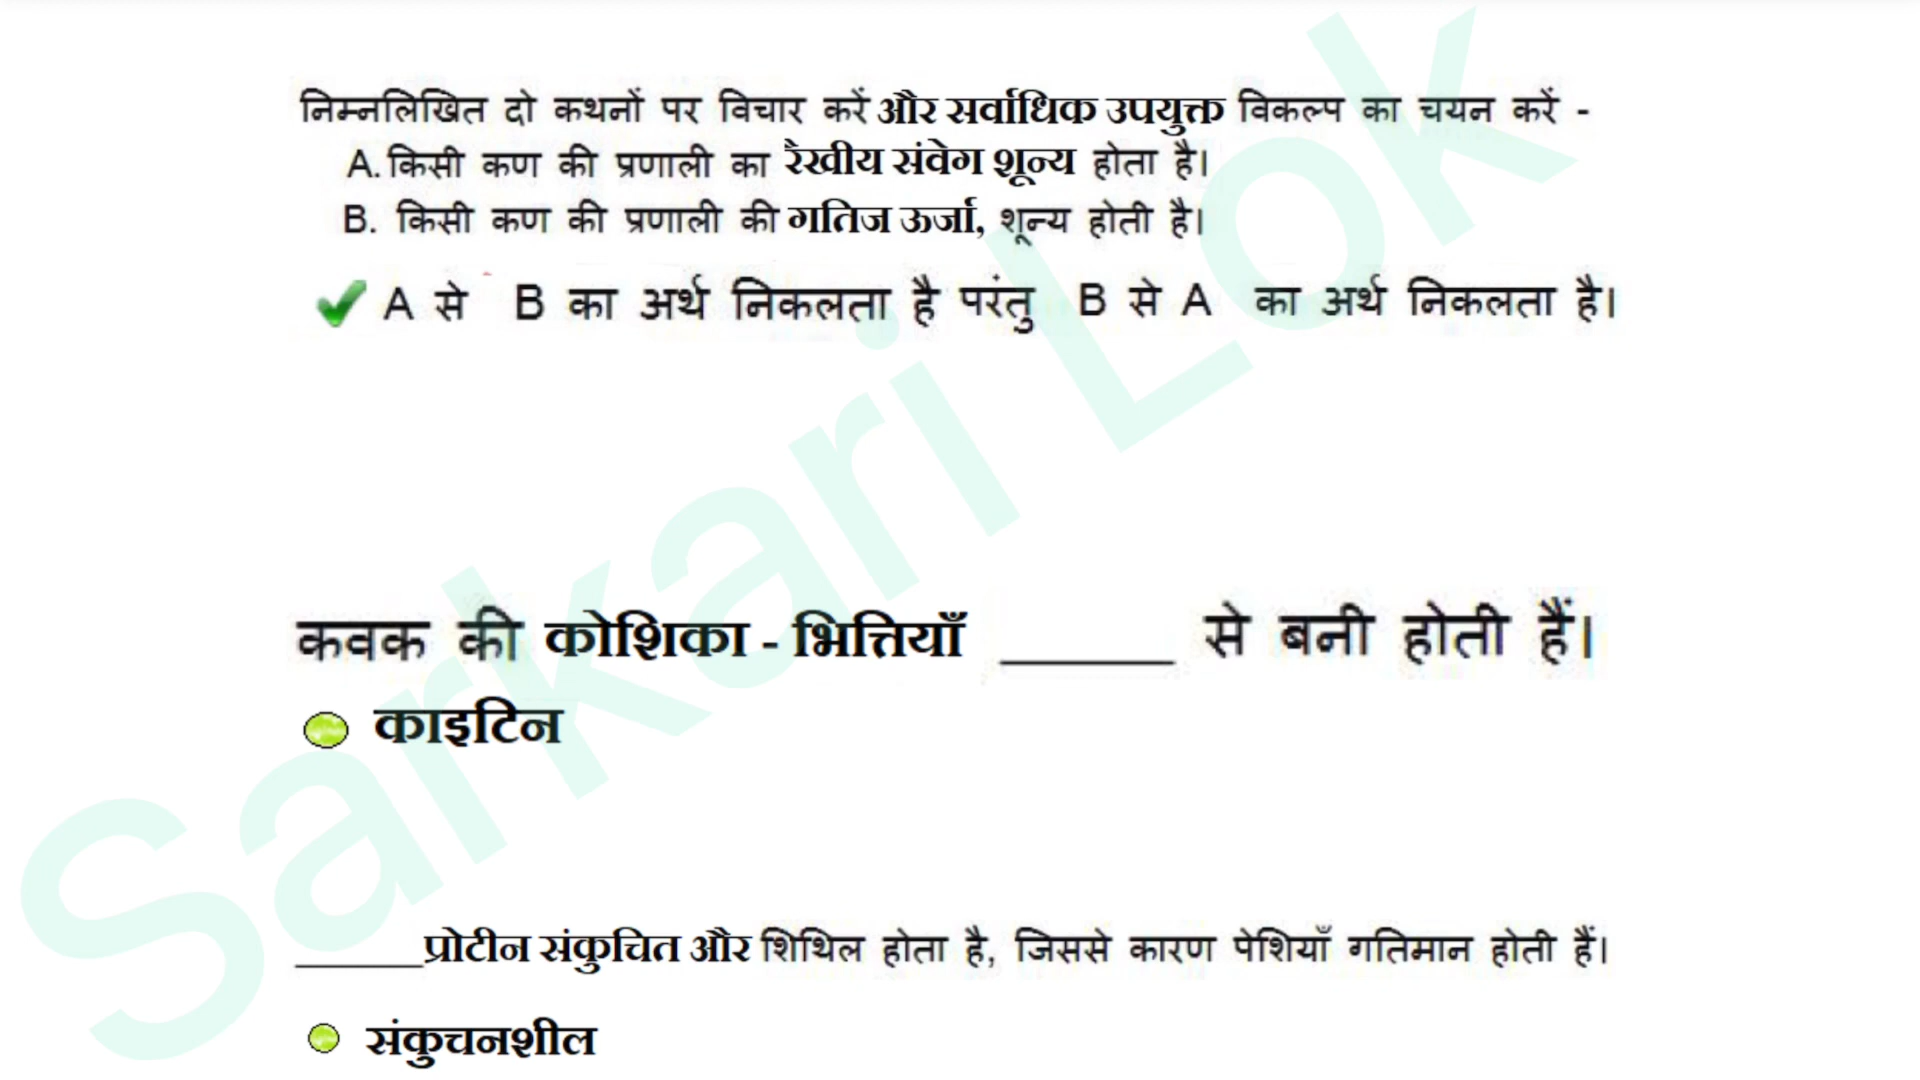 निम्नलिखित दो कथनों पर विचार करें और सर्वाधिक उपयुक्त विकल्प का चयन करें -
A. किसी कण की प्रणाली का रैखीय संवेग शून्य होता है।
B. किसी कण की प्रणाली की गतिज ऊर्जा, शून्य होती है।
A से B का अर्थ निकलता है परंतु B से A का अर्थ निकलता है।
कवक की कोशिका - भित्तियाँ ______ से बनी होती हैं।
काइटिन
______प्रोटीन संकुचित और शिथिल होता है, जिससे कारण पेशियाँ गतिमान होती हैं।
संकुचनशील
Sarkari Lok